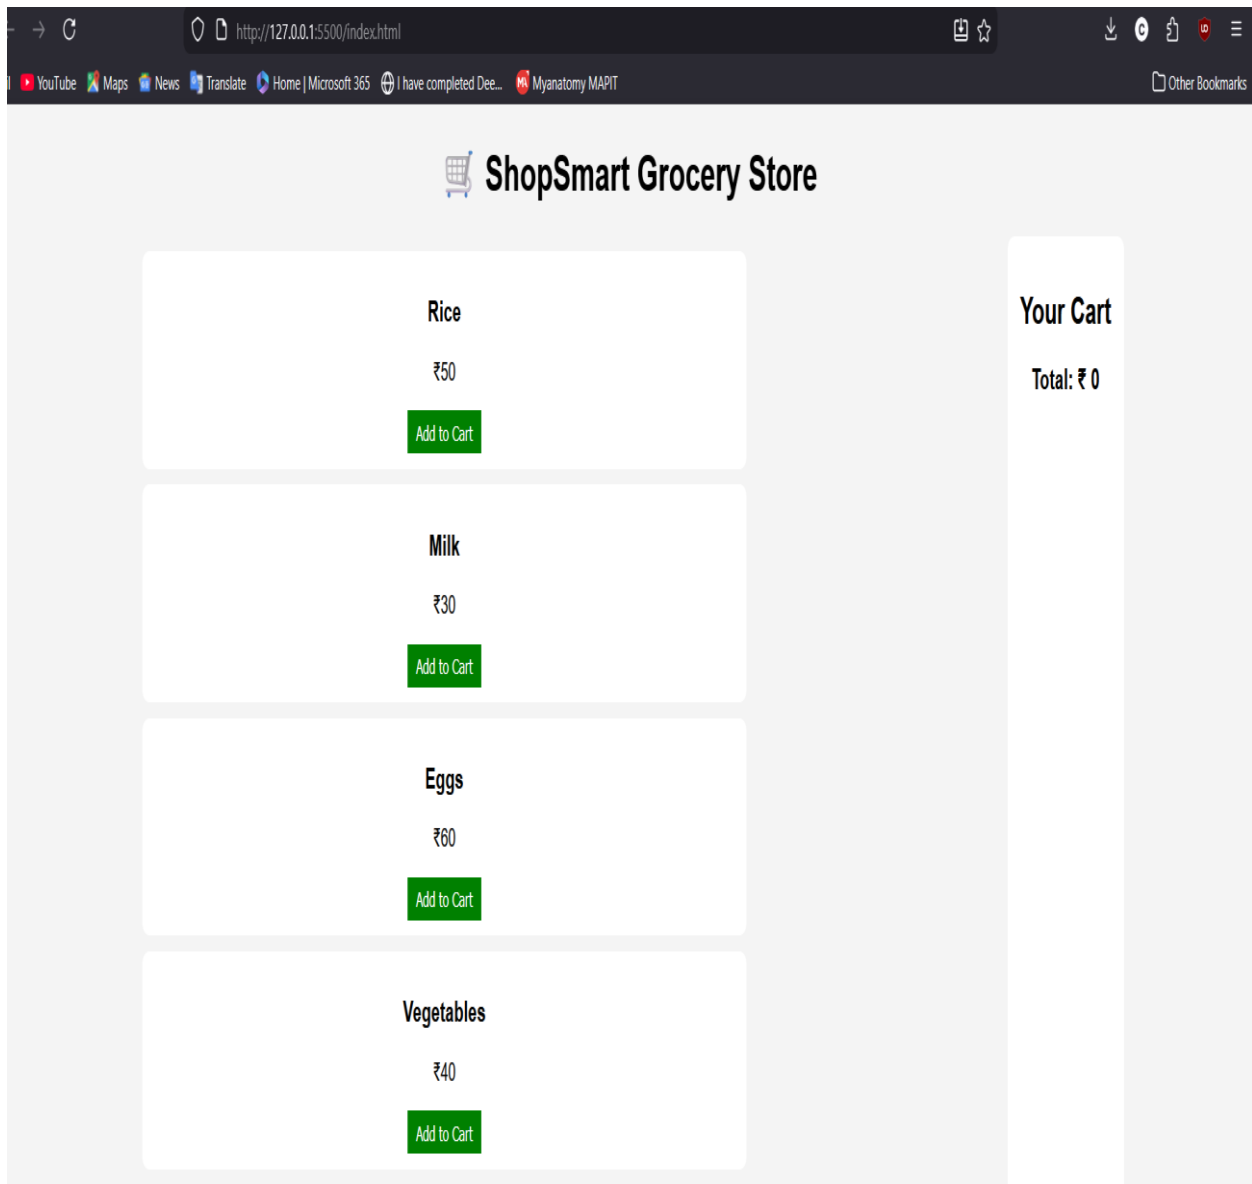 http://127.0.0.1:5500/index.html
YouTube Maps News Translate Home | Microsoft 365 I have completed Dee... Myanatomy MAPIT Other Bookmarks
ShopSmart Grocery Store
Rice
₹50
Add to Cart
Milk
₹30
Add to Cart
Eggs
₹60
Add to Cart
Vegetables
₹40
Add to Cart
Your Cart
Total: ₹ 0